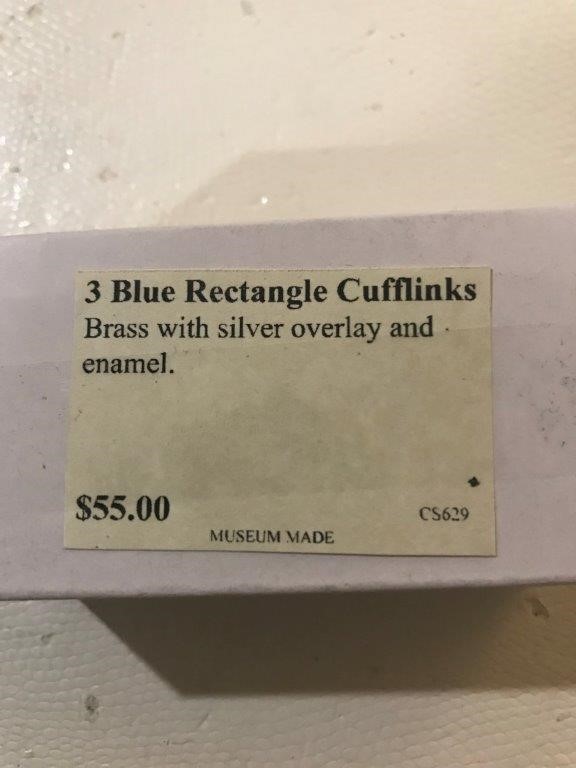 3 Blue Rectangle Cufflinks
Brass with silver overlay and
enamel.
$55.00
CS629
MUSEUM MADE